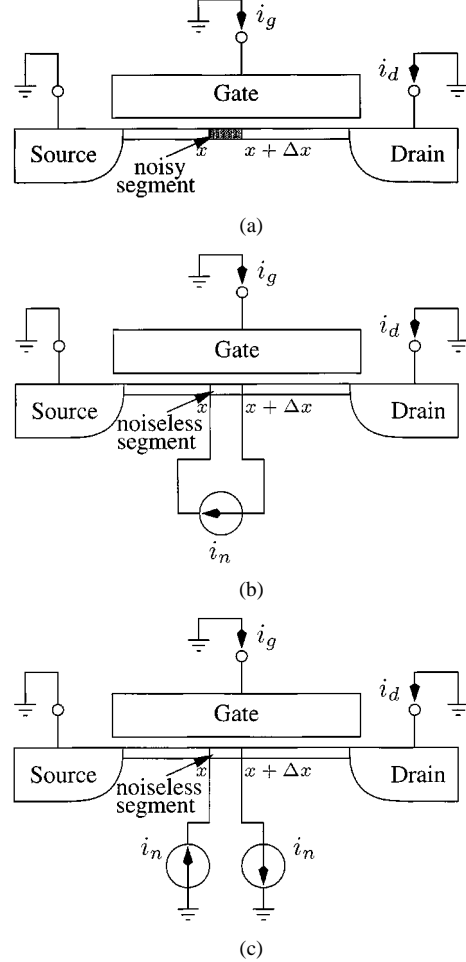 i_g
Gate
i_d
Source
x
x + Δx
Drain
noisy
segment
(a)
i_g
Gate
i_d
Source
x
x + Δx
Drain
noiseless
segment
i_n
(b)
i_g
Gate
i_d
Source
x
x + Δx
Drain
noiseless
segment
i_n
i_n
(c)